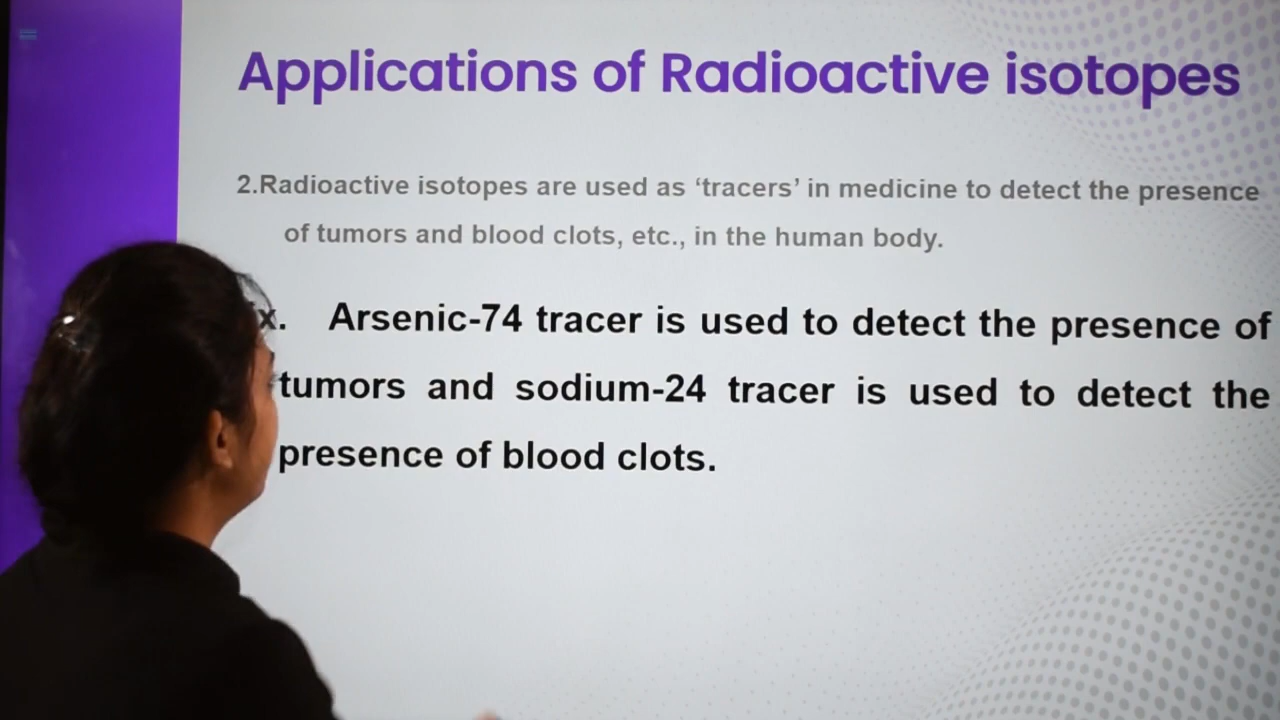 Applications of Radioactive isotopes
2.Radioactive isotopes are used as ‘tracers’ in medicine to detect the presence
of tumors and blood clots, etc., in the human body.
x. Arsenic-74 tracer is used to detect the presence of
tumors and sodium-24 tracer is used to detect the
presence of blood clots.